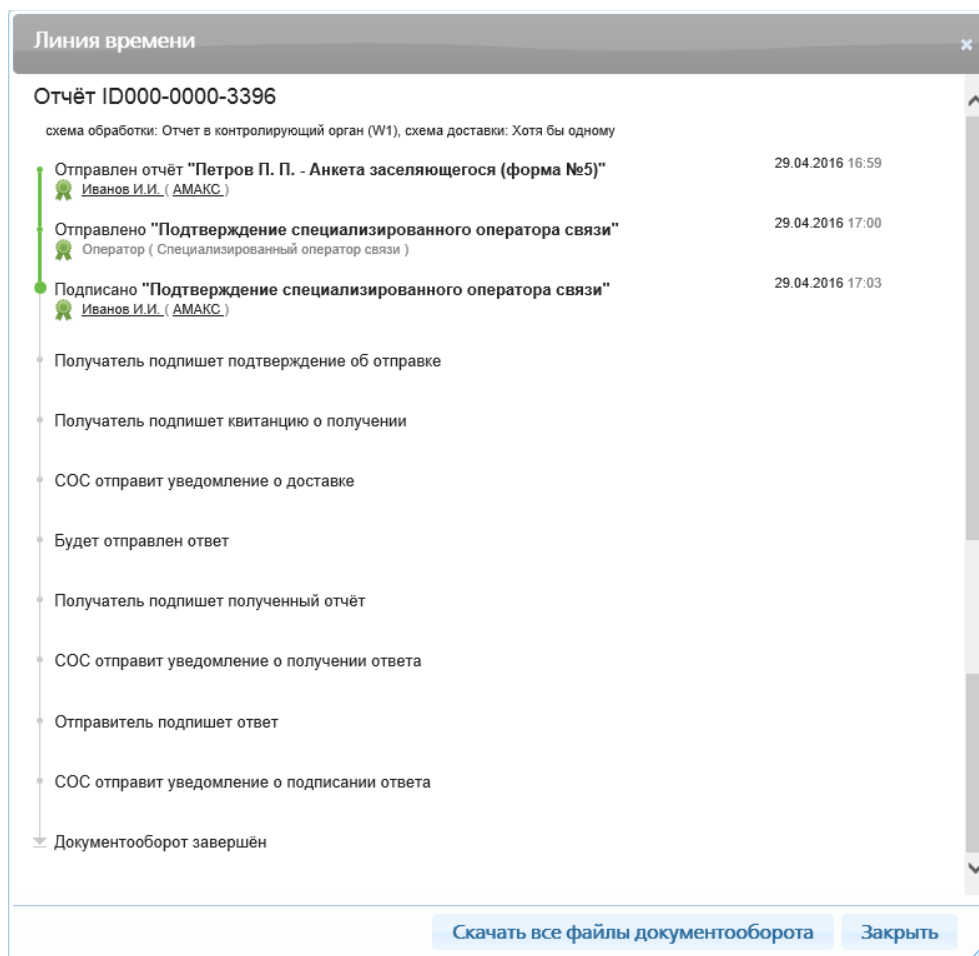 Линия времени
Отчёт ID000-0000-3396
схема обработки: Отчет в контролирующий орган (W1), схема доставки: Хотя бы одному
Отправлен отчёт "Петров П. П. - Анкета заселяющегося (форма №5)" 29.04.2016 16:59
Иванов И.И. ( АМАКС )
Отправлено "Подтверждение специализированного оператора связи" 29.04.2016 17:00
Оператор ( Специализированный оператор связи )
Подписано "Подтверждение специализированного оператора связи" 29.04.2016 17:03
Иванов И.И. ( АМАКС )
Получатель подпишет подтверждение об отправке
Получатель подпишет квитанцию о получении
СОС отправит уведомление о доставке
Будет отправлен ответ
Получатель подпишет полученный отчёт
СОС отправит уведомление о получении ответа
Отправитель подпишет ответ
СОС отправит уведомление о подписании ответа
Документооборот завершён
Скачать все файлы документооборота Закрыть